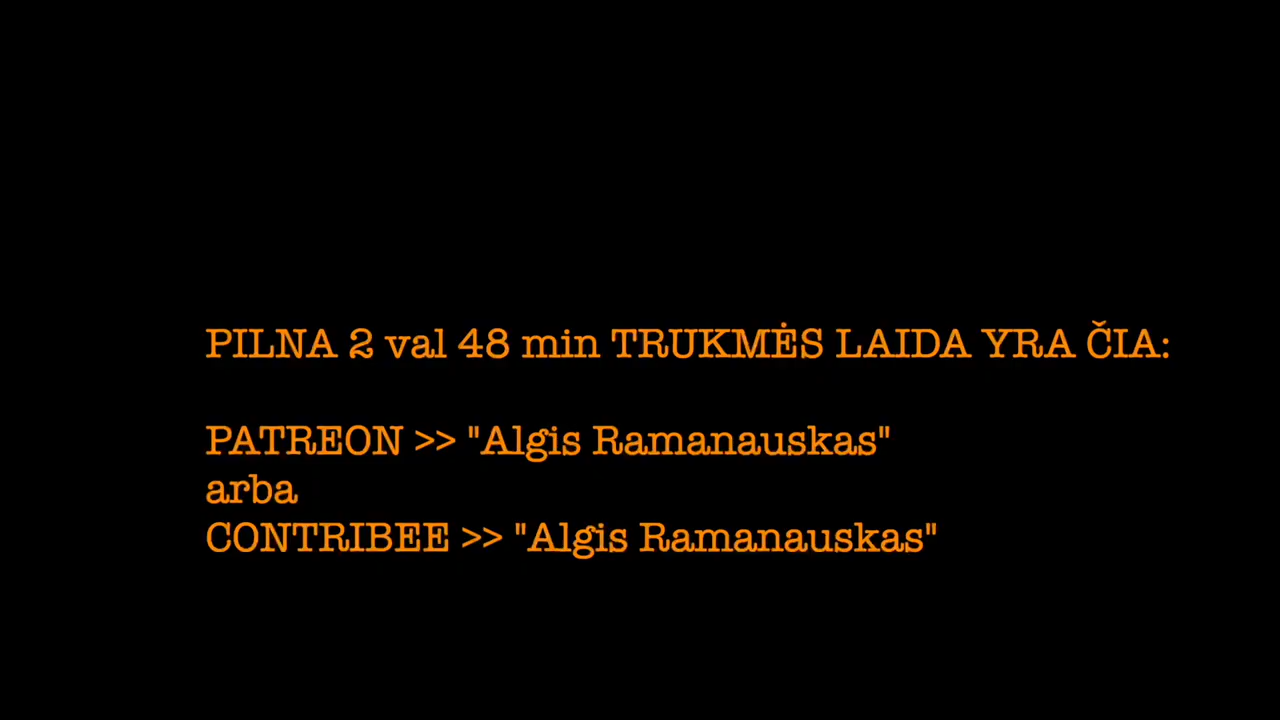 PILNA 2 val 48 min TRUKMĖS LAIDA YRA ČIA:
PATREON >> "Algis Ramanauskas"
arba
CONTRIBEE >> "Algis Ramanauskas"